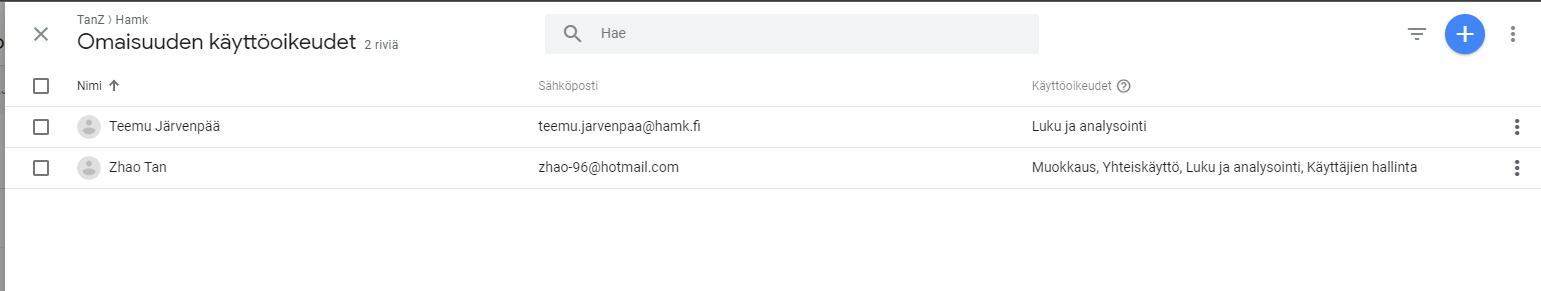 TanZ › Hamk
Omaisuuden käyttöoikeudet 2 riviä
Hae
Nimi Sähköposti Käyttöoikeudet
Teemu Järvenpää teemu.jarvenpaa@hamk.fi Luku ja analysointi
Zhao Tan zhao-96@hotmail.com Muokkaus, Yhteiskäyttö, Luku ja analysointi, Käyttäjien hallinta